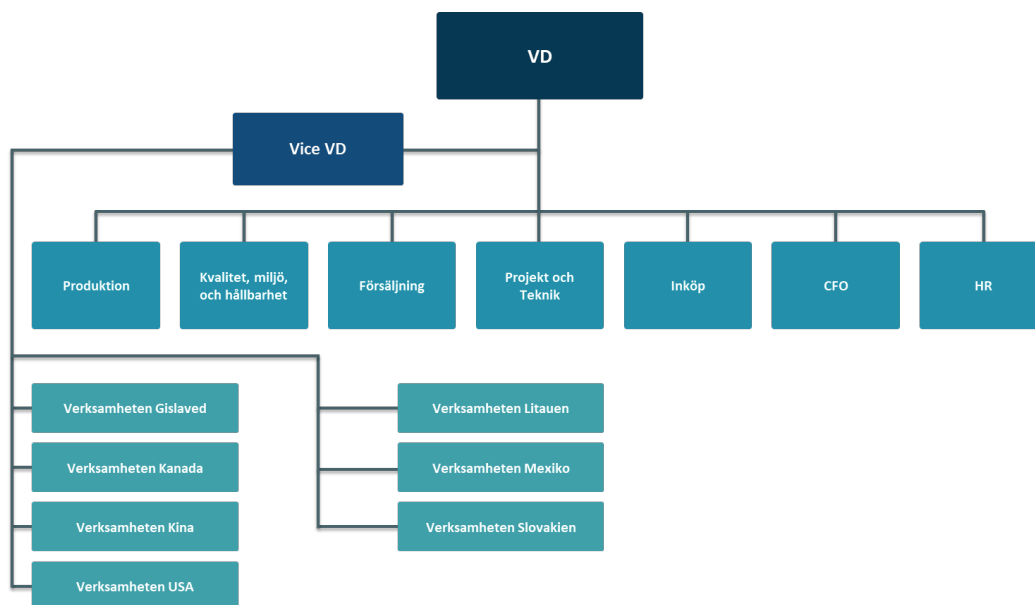 VD
Vice VD
Produktion
Kvalitet, miljö,
och hållbarhet
Försäljning
Projekt och
Teknik
Inköp
CFO
HR
Verksamheten Gislaved
Verksamheten Litauen
Verksamheten Kanada
Verksamheten Mexiko
Verksamheten Kina
Verksamheten Slovakien
Verksamheten USA